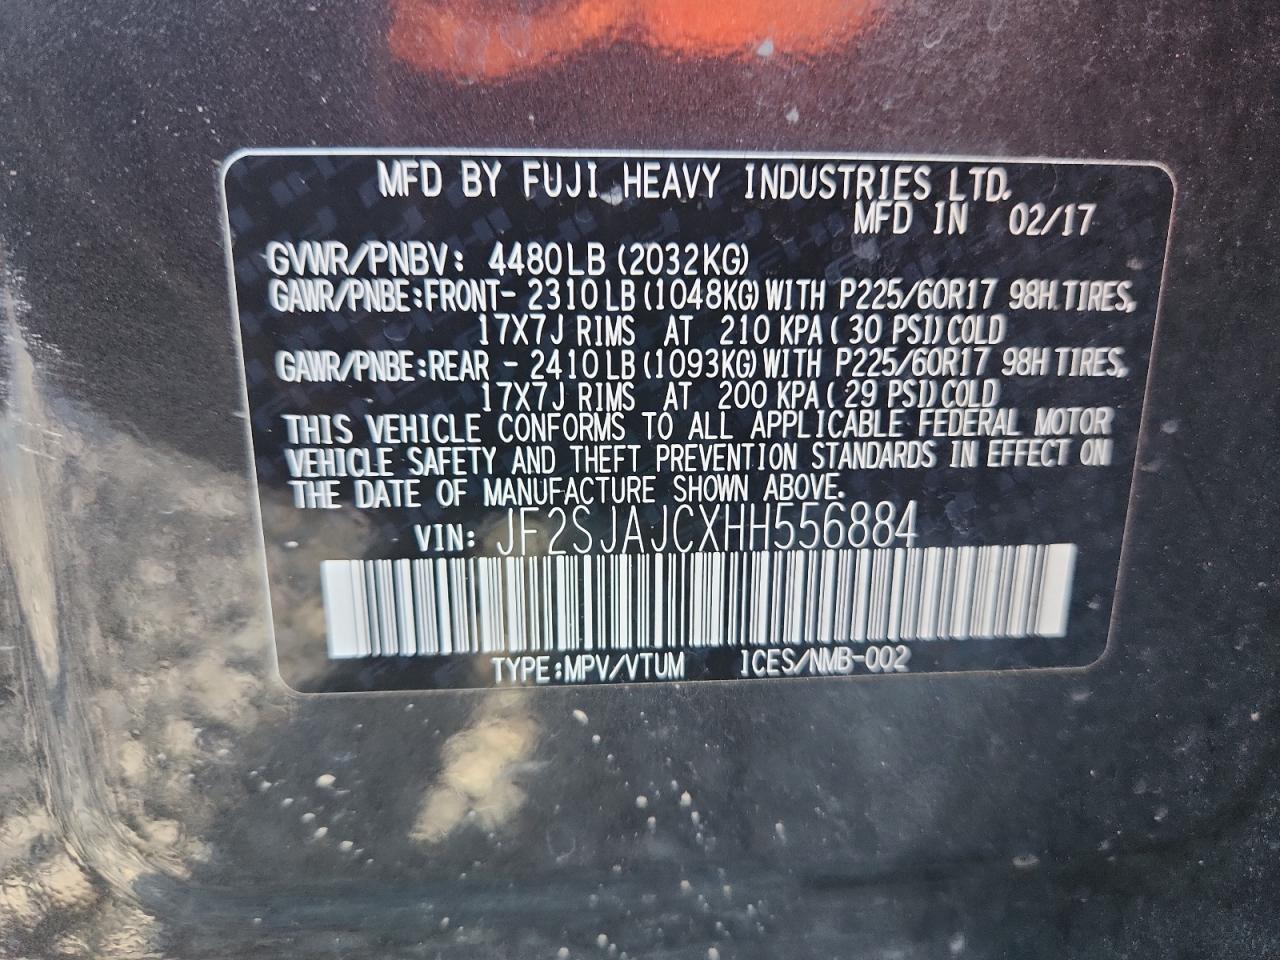 MFD BY FUJI HEAVY INDUSTRIES LTD.
MFD IN 02/17
GVWR/PNBV: 4480LB (2032KG)
GAWR/PNBE:FRONT- 2310LB (1048KG) WITH P225/60R17 98H TIRES,
17X7J RIMS AT 210 KPA ( 30 PSI) COLD
GAWR/PNBE:REAR - 2410LB (1093KG) WITH P225/60R17 98H TIRES,
17X7J RIMS AT 200 KPA ( 29 PSI) COLD
THIS VEHICLE CONFORMS TO ALL APPLICABLE FEDERAL MOTOR
VEHICLE SAFETY AND THEFT PREVENTION STANDARDS IN EFFECT ON
THE DATE OF MANUFACTURE SHOWN ABOVE.
VIN: JF2SJAJCXHH556884
TYPE:MPV/VTUM ICES/NMB-002